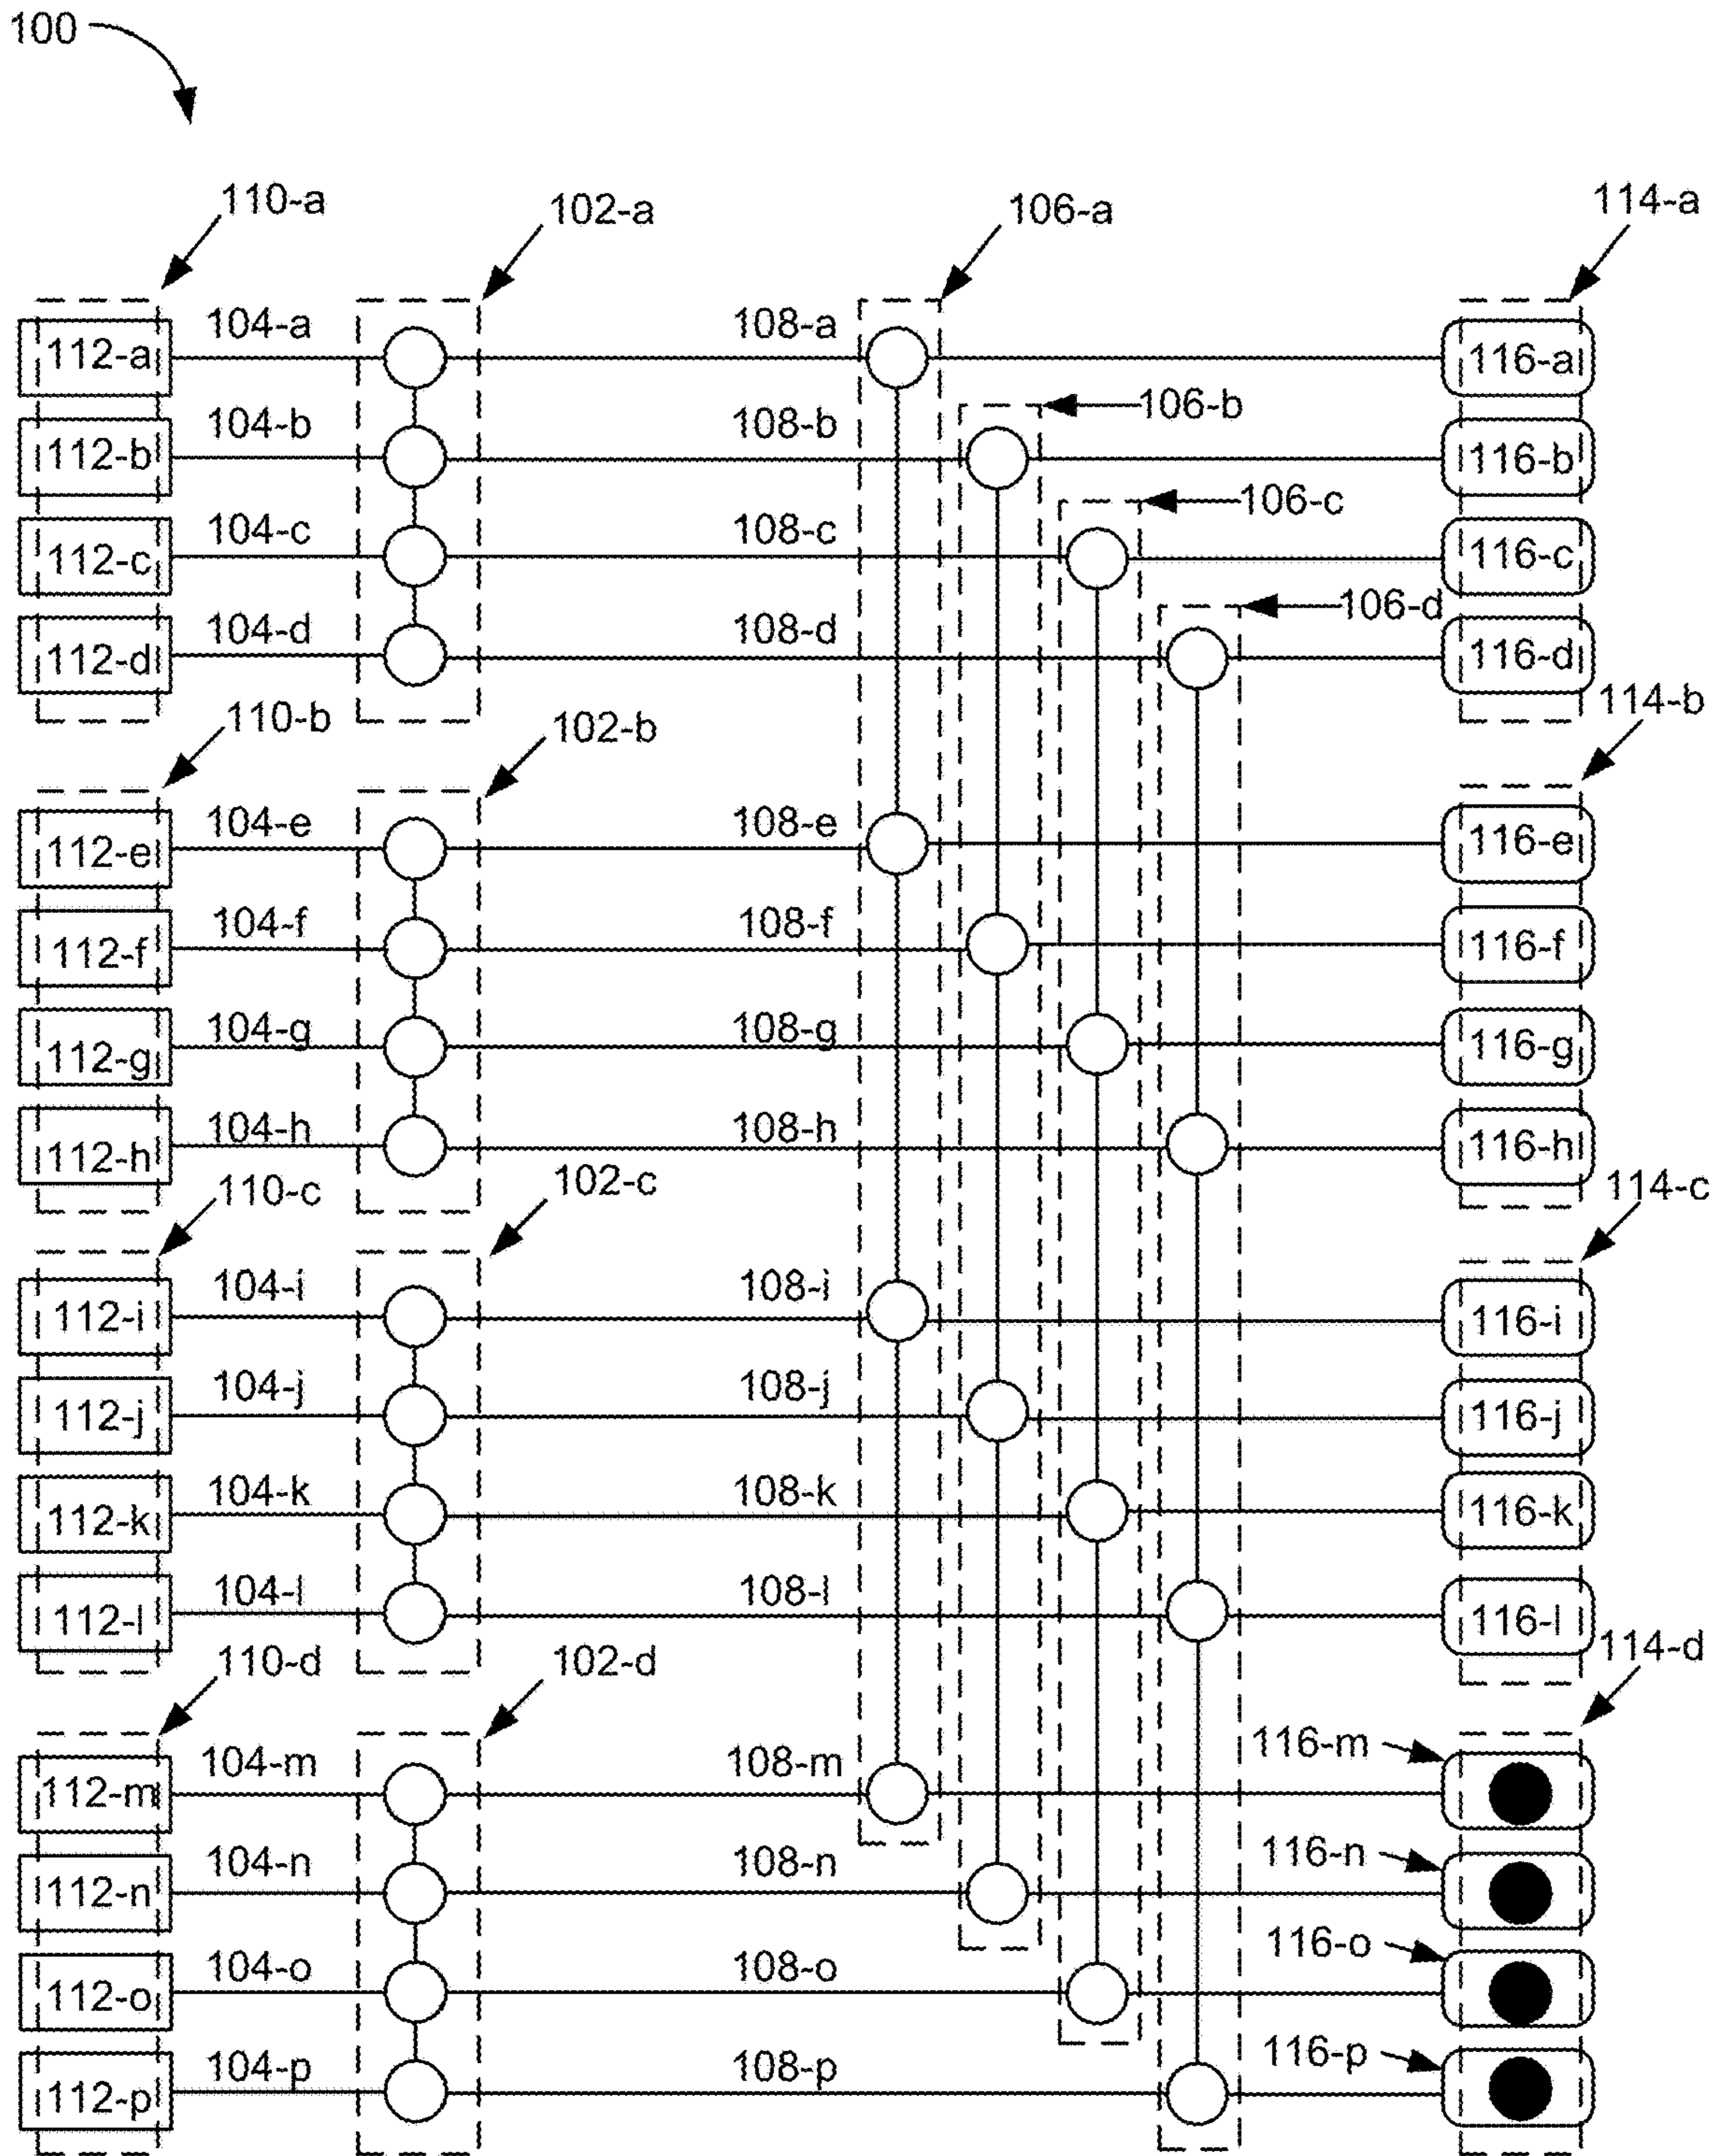 100
110-a 102-a 106-a 114-a
112-a 104-a 108-a 116-a
106-b
112-b 104-b 108-b 116-b
106-c
112-c 104-c 108-c 116-c
106-d
112-d 104-d 108-d 116-d
110-b 102-b 114-b
112-e 104-e 108-e 116-e
112-f 104-f 108-f 116-f
112-g 104-g 108-g 116-g
112-h 104-h 108-h 116-h
110-c 102-c 114-c
112-i 104-i 108-i 116-i
112-j 104-j 108-j 116-j
112-k 104-k 108-k 116-k
112-l 104-l 108-l 116-l
110-d 102-d 114-d
112-m 104-m 108-m 116-m
112-n 104-n 108-n 116-n
112-o 104-o 108-o 116-o
112-p 104-p 108-p 116-p